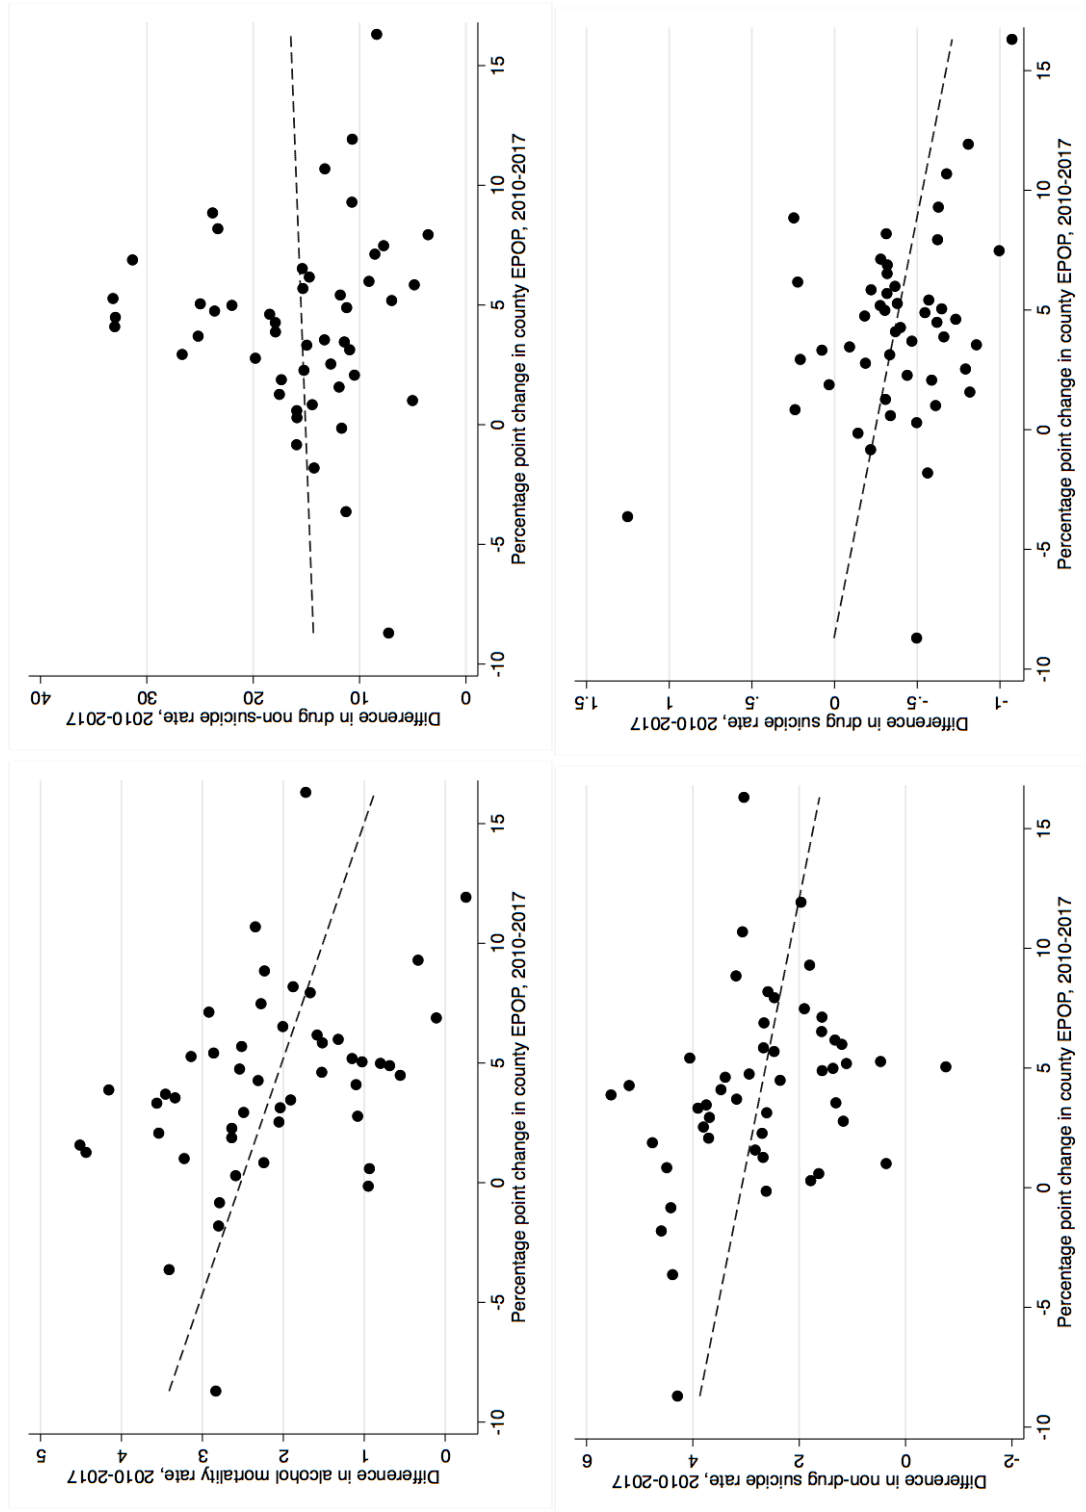 Difference in alcohol mortality rate, 2010-2017
5
4
3
2
1
0
-10 -5 0 5 10 15
Percentage point change in county EPOP, 2010-2017
Difference in drug non-suicide rate, 2010-2017
40
30
20
10
0
-10 -5 0 5 10 15
Percentage point change in county EPOP, 2010-2017
Difference in non-drug suicide rate, 2010-2017
6
4
2
0
-2
-10 -5 0 5 10 15
Percentage point change in county EPOP, 2010-2017
Difference in drug suicide rate, 2010-2017
1.5
1
.5
0
-.5
-1
-10 -5 0 5 10 15
Percentage point change in county EPOP, 2010-2017